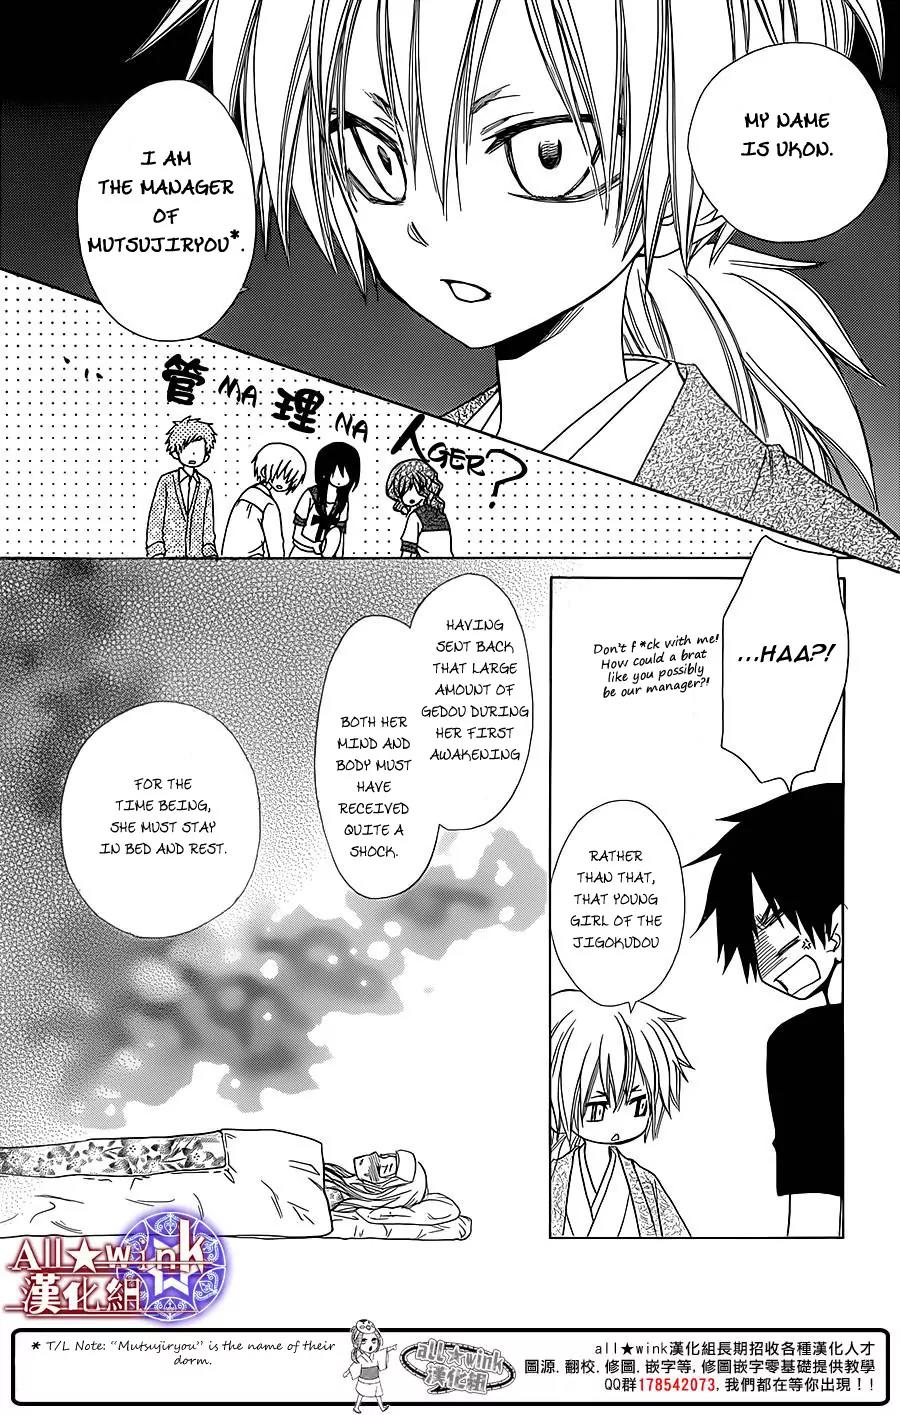 MY NAME
IS UKON.
I AM
THE MANAGER
OF
MUTSUJIRYOU*.
管 MA 理 NA 人GER?
...HAA?!
Don't f*ck with me!
How could a brat
like you possibly
be our manager?!
RATHER
THAN THAT,
THAT YOUNG
GIRL OF THE
JIGOKUDOU
HAVING
SENT BACK
THAT LARGE
AMOUNT OF
GEDOU DURING
HER FIRST
AWAKENING
BOTH HER
MIND AND
BODY MUST
HAVE
RECEIVED
QUITE A
SHOCK.
FOR THE
TIME BEING,
SHE MUST STAY
IN BED AND REST.
All★wink
漢化組
* T/L Note: "Mutsujiryou" is the name of their
dorm.
all★wink
漢化組
all★wink漢化組長期招收各種漢化人才
圖源. 翻校. 修圖. 嵌字等, 修圖嵌字零基礎提供教學
QQ群178542073, 我們都在等你出現!!